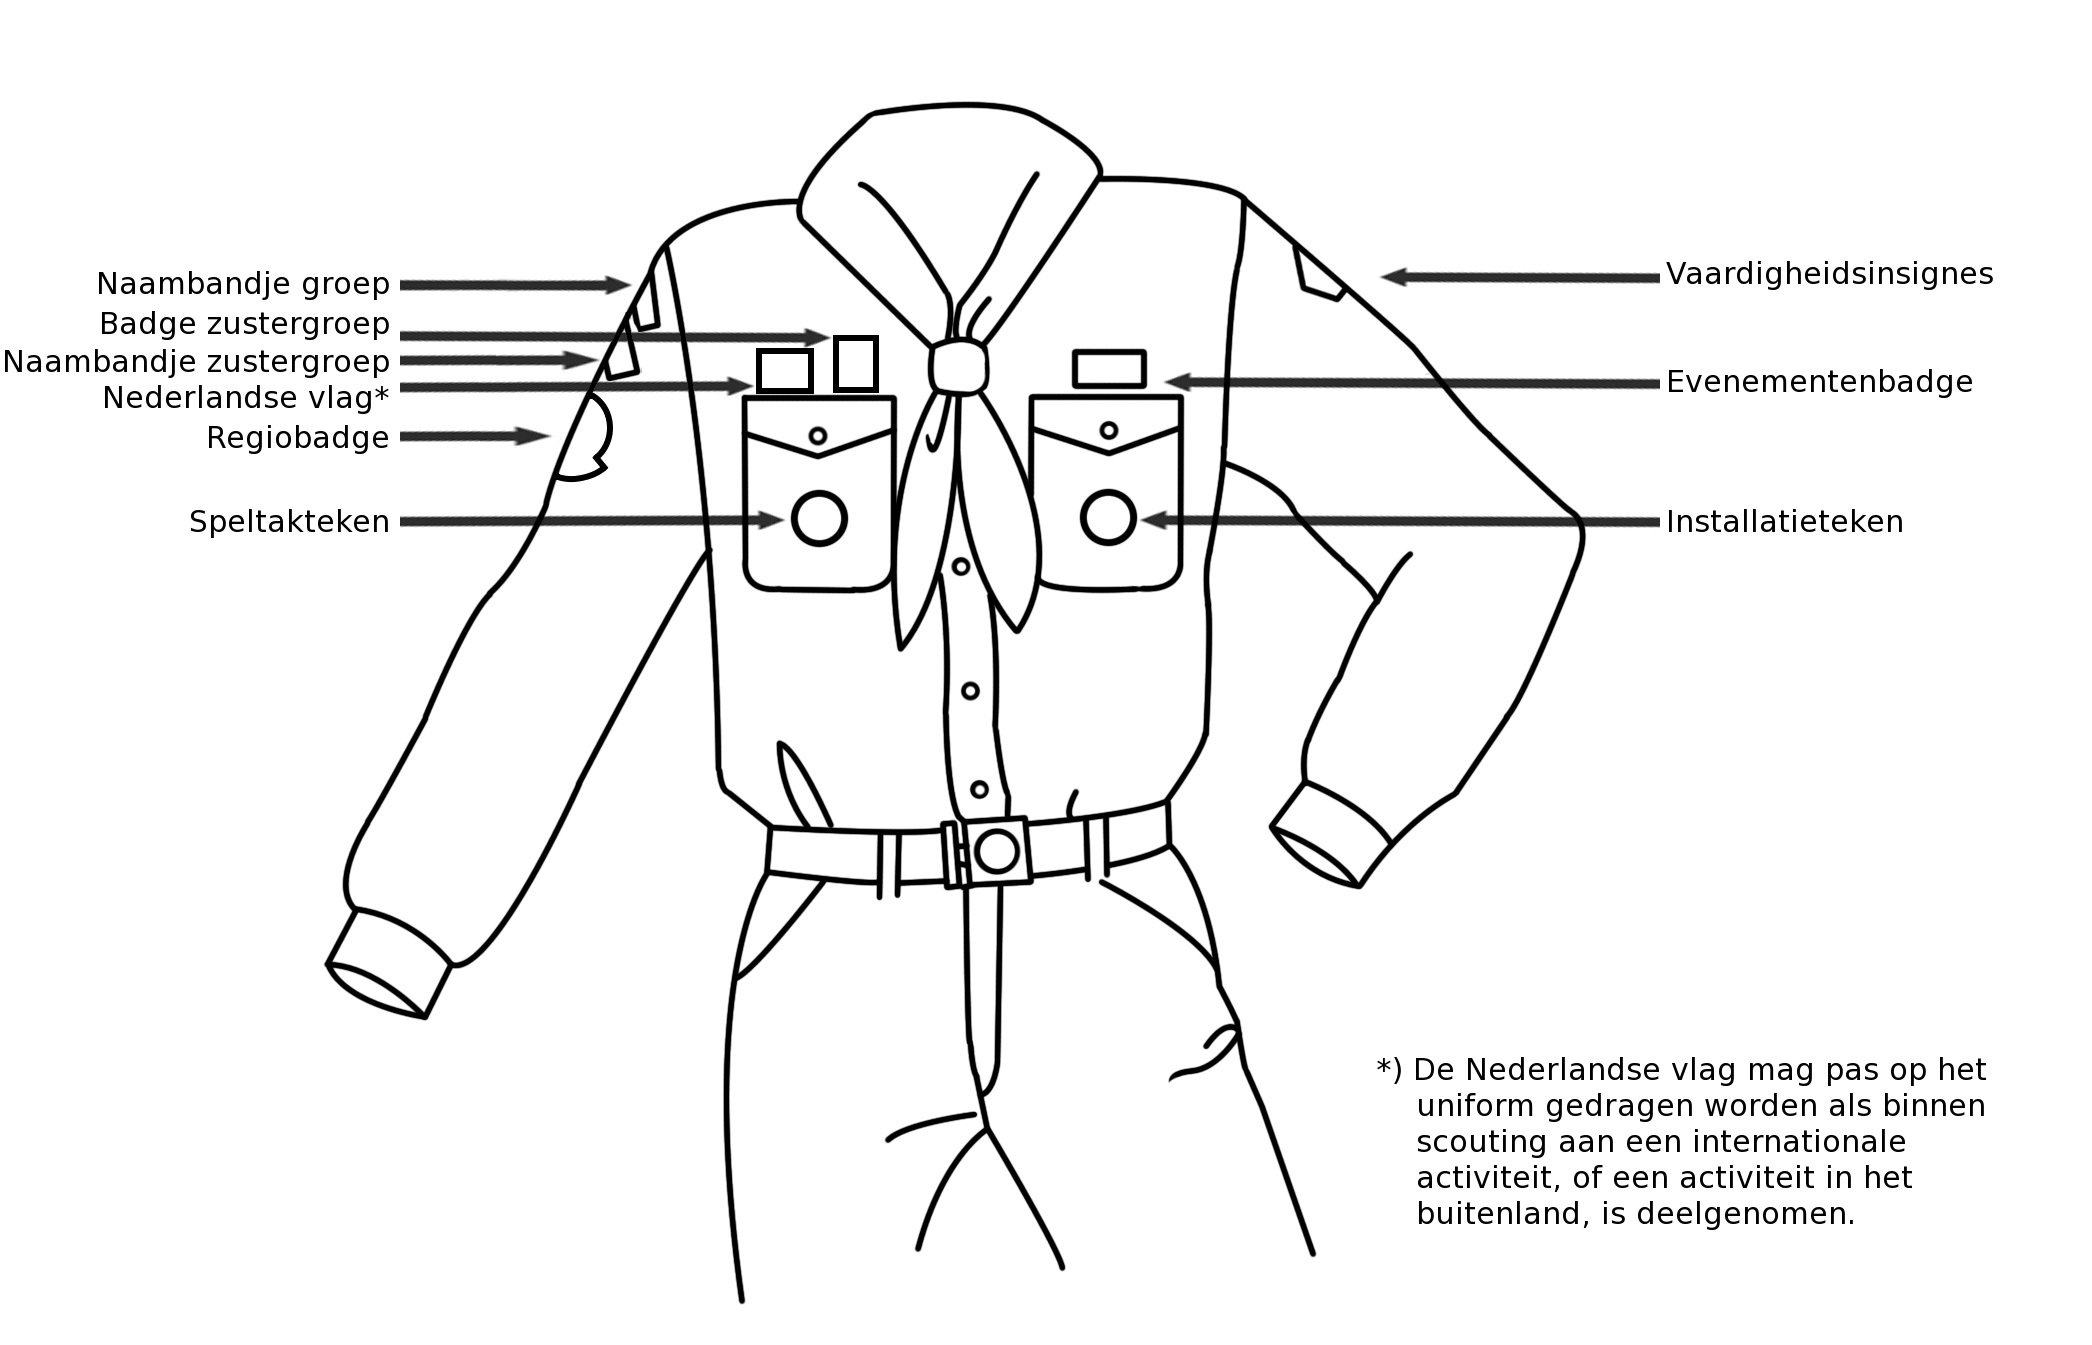 Naambandje groep
Badge zustergroep
Naambandje zustergroep
Nederlandse vlag*
Regiobadge
Speltakteken
Vaardigheidsinsignes
Evenementenbadge
Installatieteken
*) De Nederlandse vlag mag pas op het
uniform gedragen worden als binnen
scouting aan een internationale
activiteit, of een activiteit in het
buitenland, is deelgenomen.